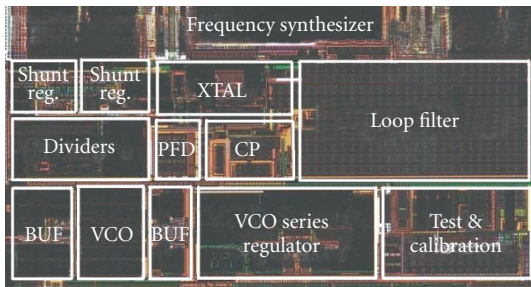 Frequency synthesizer
Shunt reg.
Shunt reg.
XTAL
Loop filter
Dividers
PFD
CP
BUF
VCO
BUF
VCO series
regulator
Test &
calibration